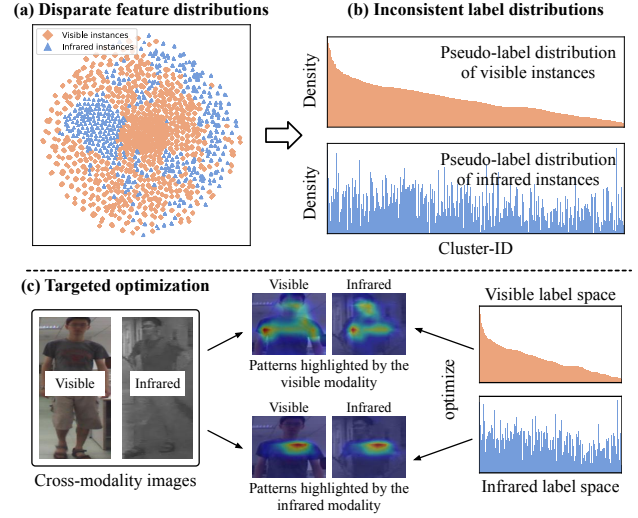 (a) Disparate feature distributions
Visible instances
Infrared instances
(b) Inconsistent label distributions
Density
Pseudo-label distribution
of visible instances
Density
Pseudo-label distribution
of infrared instances
Cluster-ID
(c) Targeted optimization
Visible
Infrared
Cross-modality images
Visible
Infrared
Patterns highlighted by the
visible modality
Visible
Infrared
Patterns highlighted by the
infrared modality
optimize
Visible label space
Infrared label space